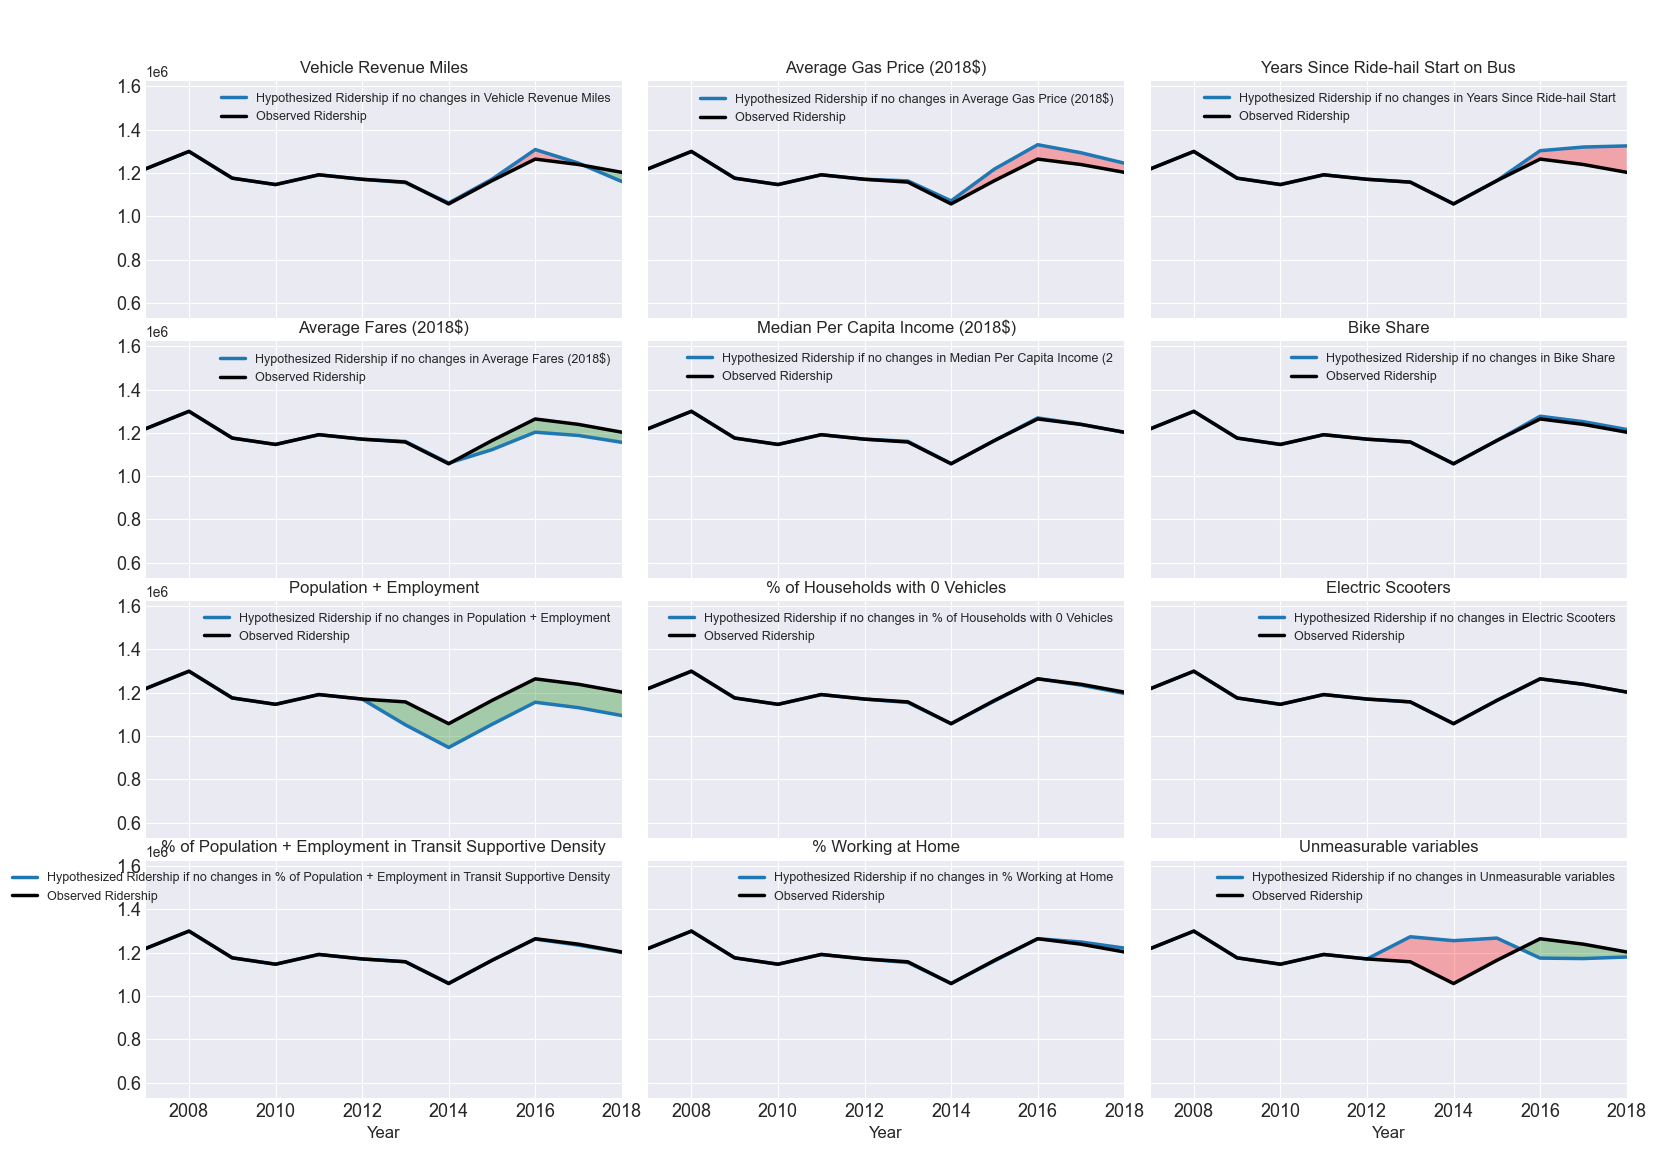 Vehicle Revenue Miles
1e6
Hypothesized Ridership if no changes in Vehicle Revenue Miles
Observed Ridership
1.6
1.4
1.2
1.0
0.8
0.6
Average Gas Price (2018$)
Hypothesized Ridership if no changes in Average Gas Price (2018$)
Observed Ridership
Years Since Ride-hail Start on Bus
Hypothesized Ridership if no changes in Years Since Ride-hail Start
Observed Ridership
Average Fares (2018$)
1e6
Hypothesized Ridership if no changes in Average Fares (2018$)
Observed Ridership
1.6
1.4
1.2
1.0
0.8
0.6
Median Per Capita Income (2018$)
Hypothesized Ridership if no changes in Median Per Capita Income (2
Observed Ridership
Bike Share
Hypothesized Ridership if no changes in Bike Share
Observed Ridership
Population + Employment
1e6
Hypothesized Ridership if no changes in Population + Employment
Observed Ridership
1.6
1.4
1.2
1.0
0.8
0.6
% of Households with 0 Vehicles
Hypothesized Ridership if no changes in % of Households with 0 Vehicles
Observed Ridership
Electric Scooters
Hypothesized Ridership if no changes in Electric Scooters
Observed Ridership
% of Population + Employment in Transit Supportive Density
1e6
Hypothesized Ridership if no changes in % of Population + Employment in Transit Supportive Density
Observed Ridership
1.6
1.4
1.2
1.0
0.8
0.6
2008 2010 2012 2014 2016 2018
Year
% Working at Home
Hypothesized Ridership if no changes in % Working at Home
Observed Ridership
2008 2010 2012 2014 2016 2018
Year
Unmeasurable variables
Hypothesized Ridership if no changes in Unmeasurable variables
Observed Ridership
2008 2010 2012 2014 2016 2018
Year